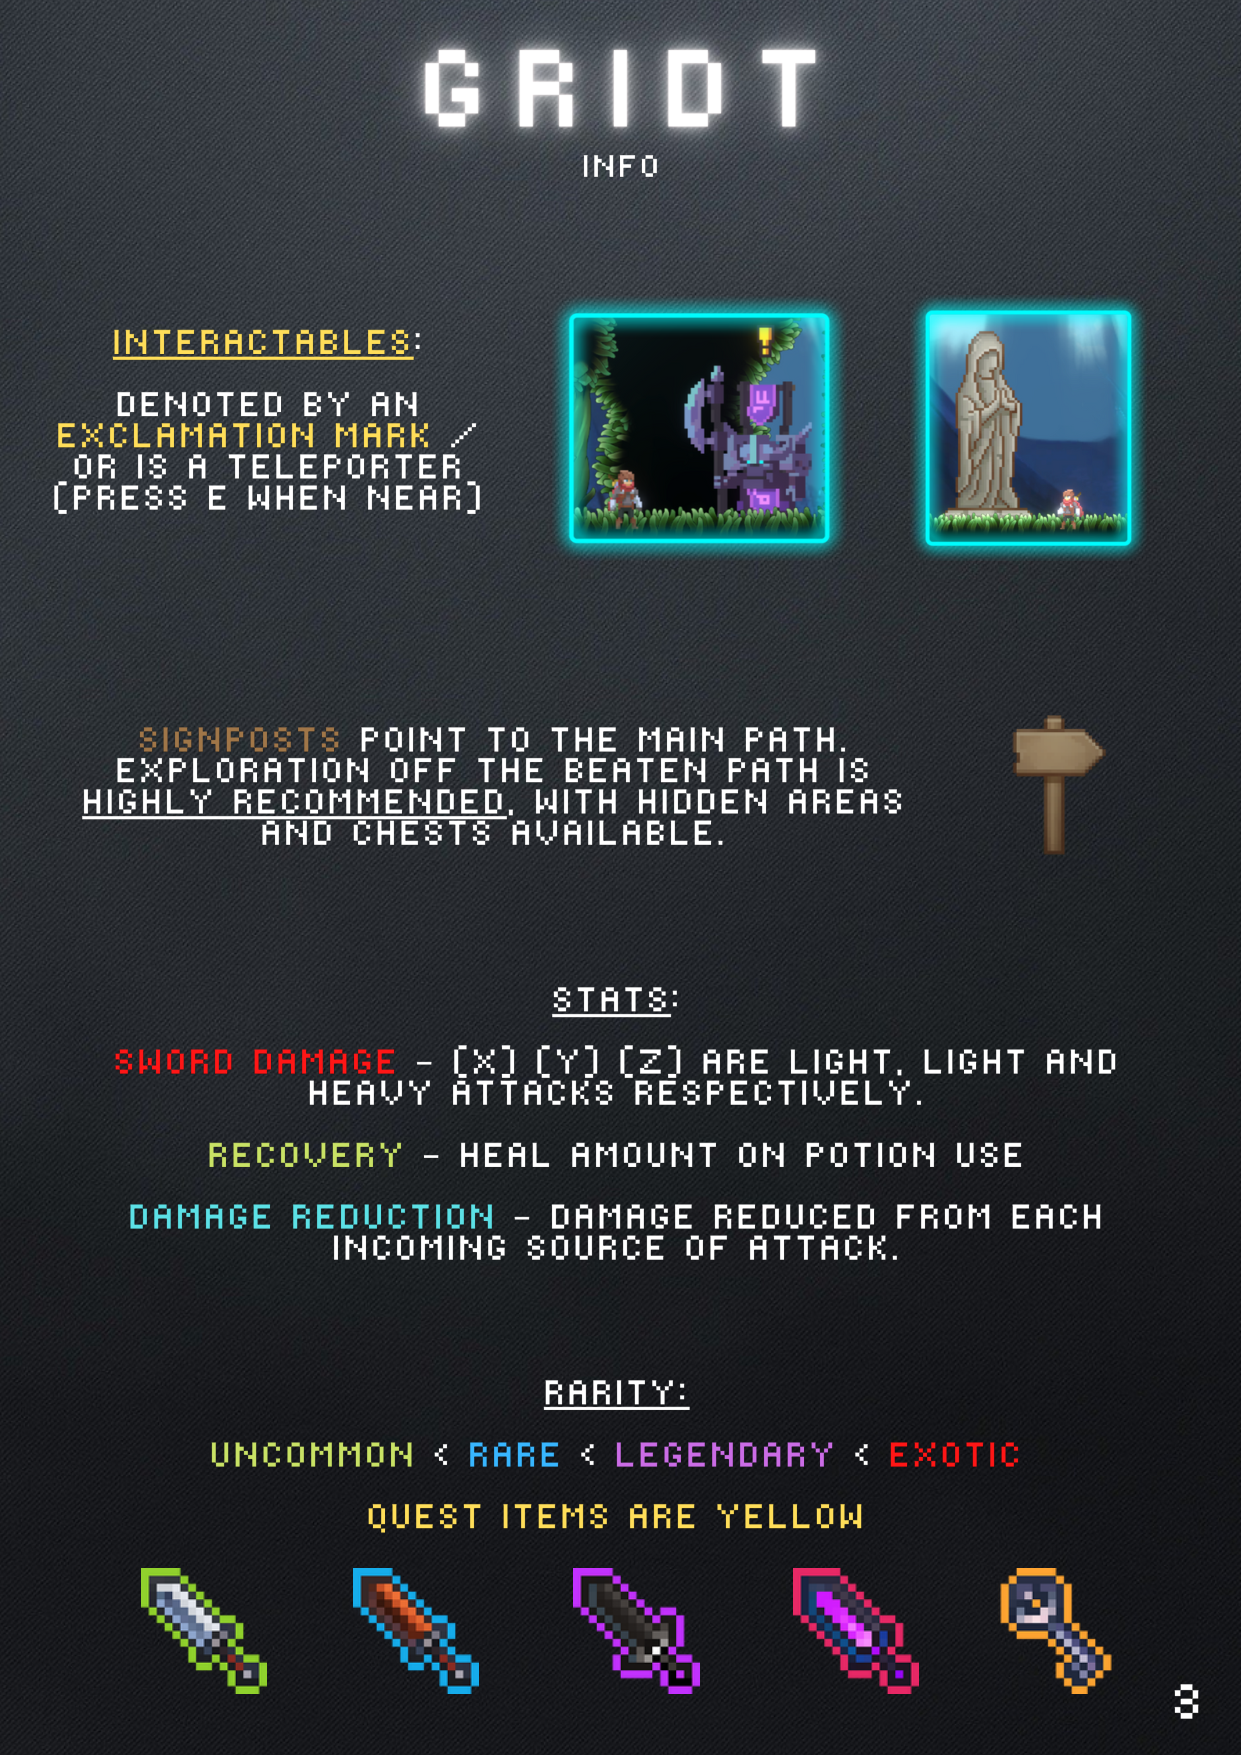 GRIDT
INFO
INTERACTABLES:
DENOTED BY AN
EXCLAMATION MARK /
OR IS A TELEPORTER
(PRESS E WHEN NEAR)
SIGNPOSTS POINT TO THE MAIN PATH.
EXPLORATION OFF THE BEATEN PATH IS
HIGHLY RECOMMENDED, WITH HIDDEN AREAS
AND CHESTS AVAILABLE.
STATS:
SWORD DAMAGE - (X) (Y) (Z) ARE LIGHT, LIGHT AND
HEAVY ATTACKS RESPECTIVELY.
RECOVERY - HEAL AMOUNT ON POTION USE
DAMAGE REDUCTION - DAMAGE REDUCED FROM EACH
INCOMING SOURCE OF ATTACK.
RARITY:
UNCOMMON < RARE < LEGENDARY < EXOTIC
QUEST ITEMS ARE YELLOW
3